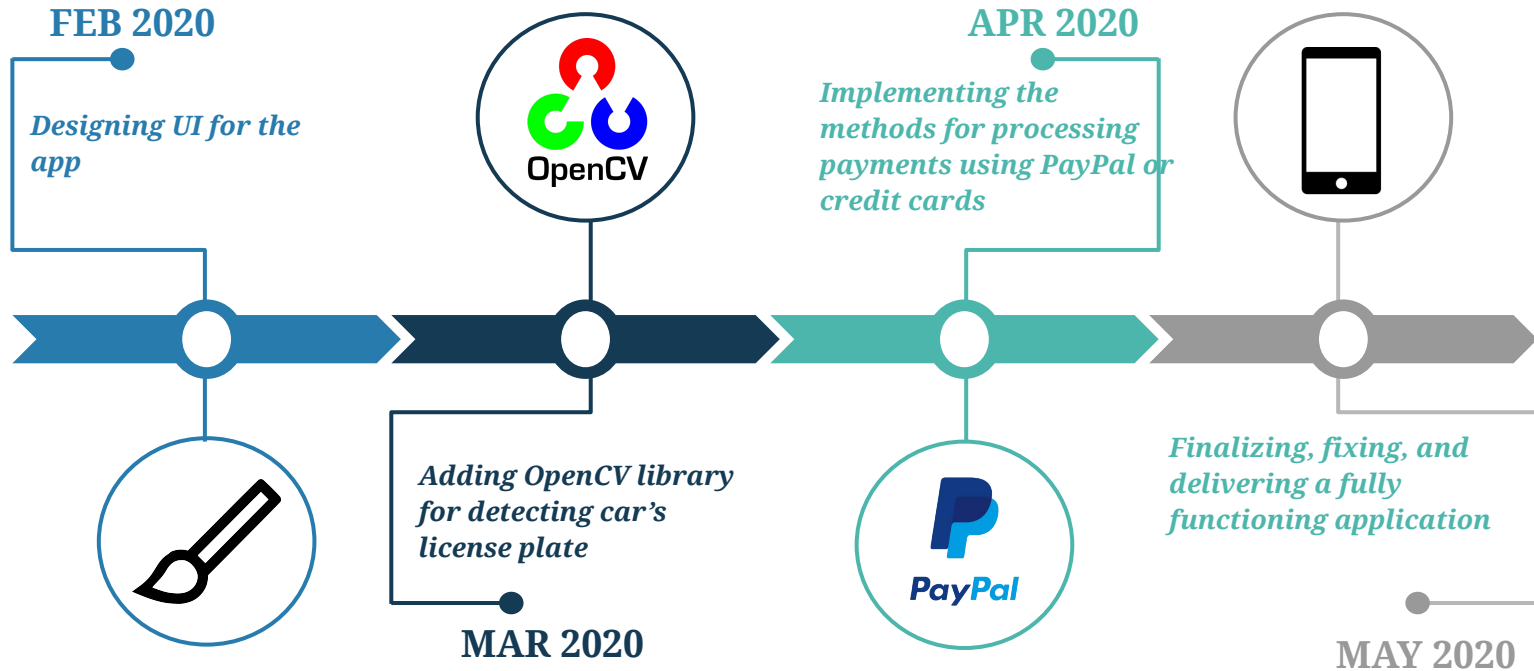 FEB 2020
Designing UI for the
app
OpenCV
Adding OpenCV library
for detecting car’s
license plate
MAR 2020
APR 2020
Implementing the
methods for processing
payments using PayPal or
credit cards
PayPal
Finalizing, fixing, and
delivering a fully
functioning application
MAY 2020